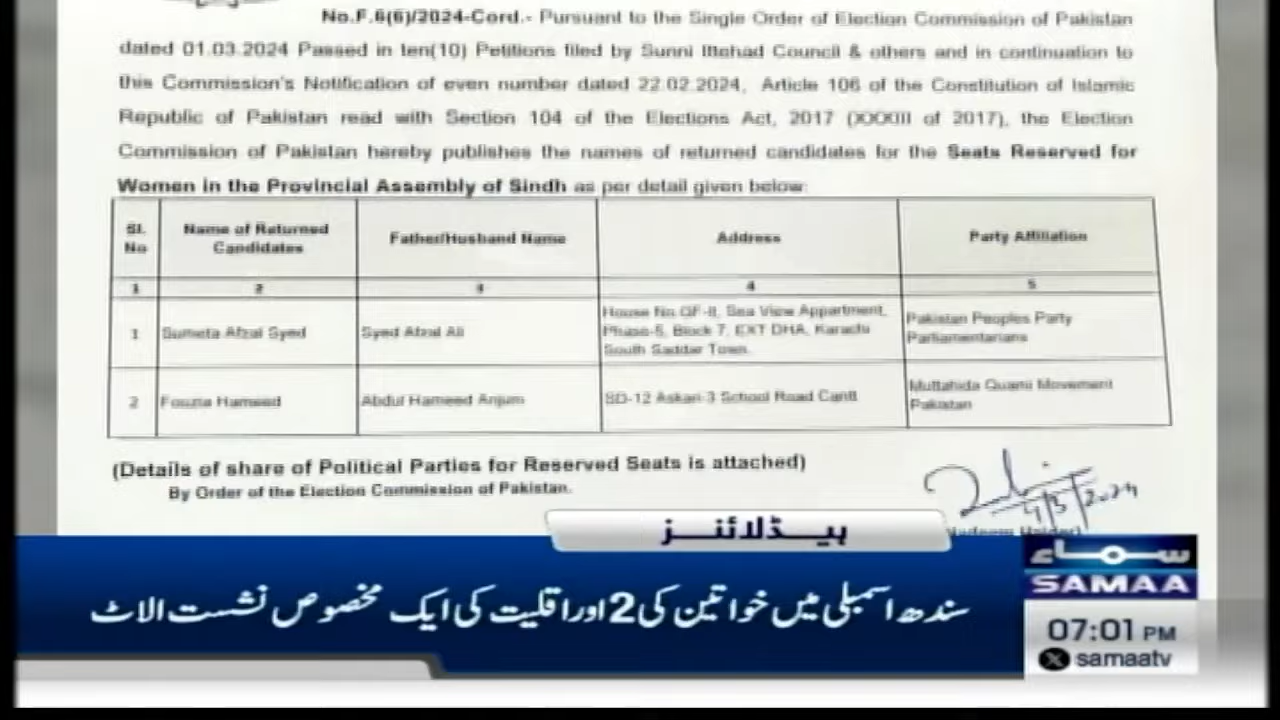 No.F.6(6)/2024-Cord.- Pursuant to the Single Order of Election Commission of Pakistan
dated 01.03.2024 Passed in ten(10) Petitions filed by Sunni Ittehad Council & others and in continuation to
this Commission's Notification of even number dated 22.02.2024, Article 106 of the Constitution of Islamic
Republic of Pakistan read with Section 104 of the Elections Act, 2017 (XXXIII of 2017), the Election
Commission of Pakistan hereby publishes the names of returned candidates for the Seats Reserved for
Women in the Provincial Assembly of Sindh as per detail given below:
Sl. No Name of Returned Candidates Father/Husband Name Address Party Affiliation
1 2 3 4 5
1 Sumeta Afzal Syed Syed Afzal Ali House No.GF-8, Sea View Appartment, Phase-5, Block 7, EXT DHA, Karachi South Saddar Town. Pakistan Peoples Party Parliamentarians
2 Fouzia Hameed Abdul Hameed Anjum SD-12 Askari-3 School Road Cantt Muttahida Quami Movement Pakistan
(Details of share of Political Parties for Reserved Seats is attached)
By Order of the Election Commission of Pakistan.
4/3/2024
(Nadeem Haider)
ہیڈلائنز
سندھ اسمبلی میں خواتین کی 2 اور اقلیت کی ایک مخصوص نشست الاٹ
سماء
SAMAA
07:01 PM
samaatv